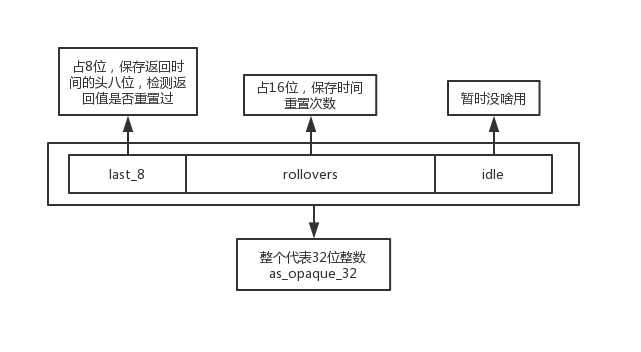 占8位，保存返回时
间的头八位，检测返
回值是否重置过
占16位，保存时间
重置次数
暂时没啥用
last_8
rollovers
idle
整个代表32位整数
as_opaque_32